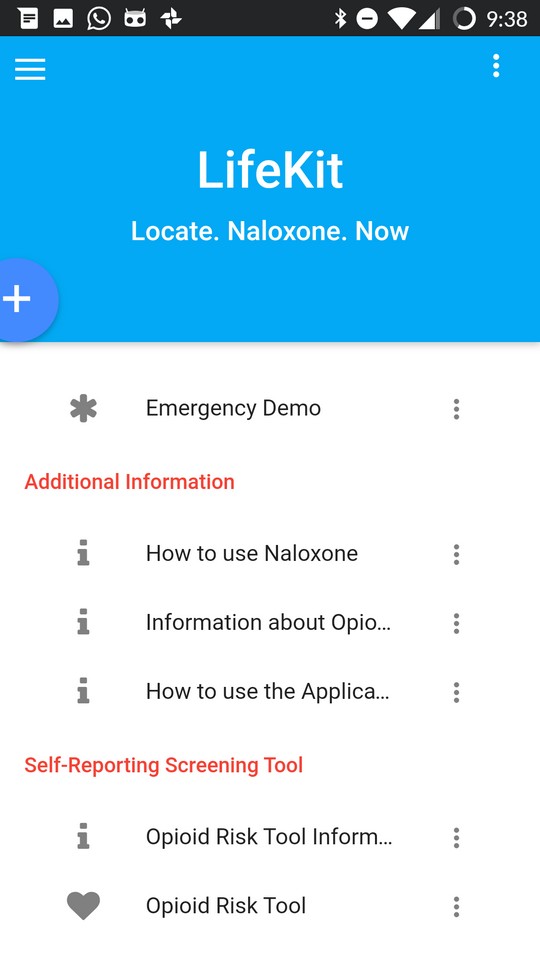 9:38
LifeKit
Locate. Naloxone. Now
Emergency Demo
Additional Information
How to use Naloxone
Information about Opio...
How to use the Applica...
Self-Reporting Screening Tool
Opioid Risk Tool Inform...
Opioid Risk Tool